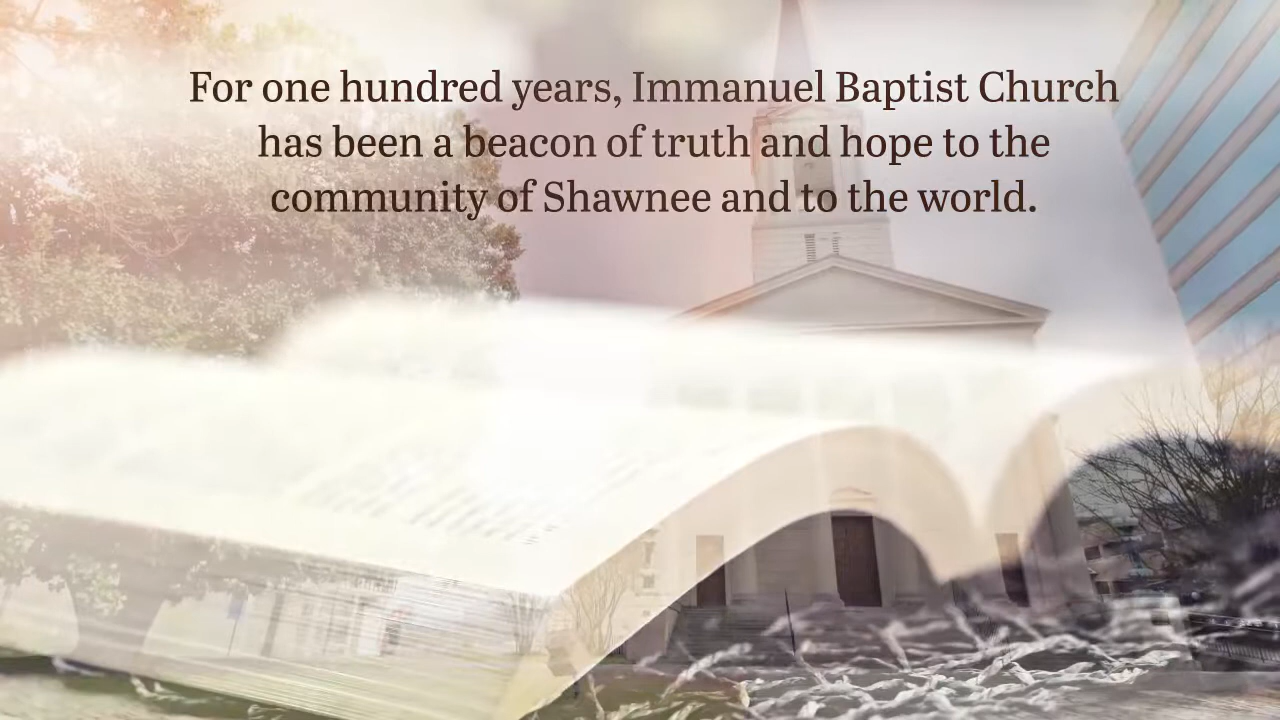 For one hundred years, Immanuel Baptist Church
has been a beacon of truth and hope to the
community of Shawnee and to the world.